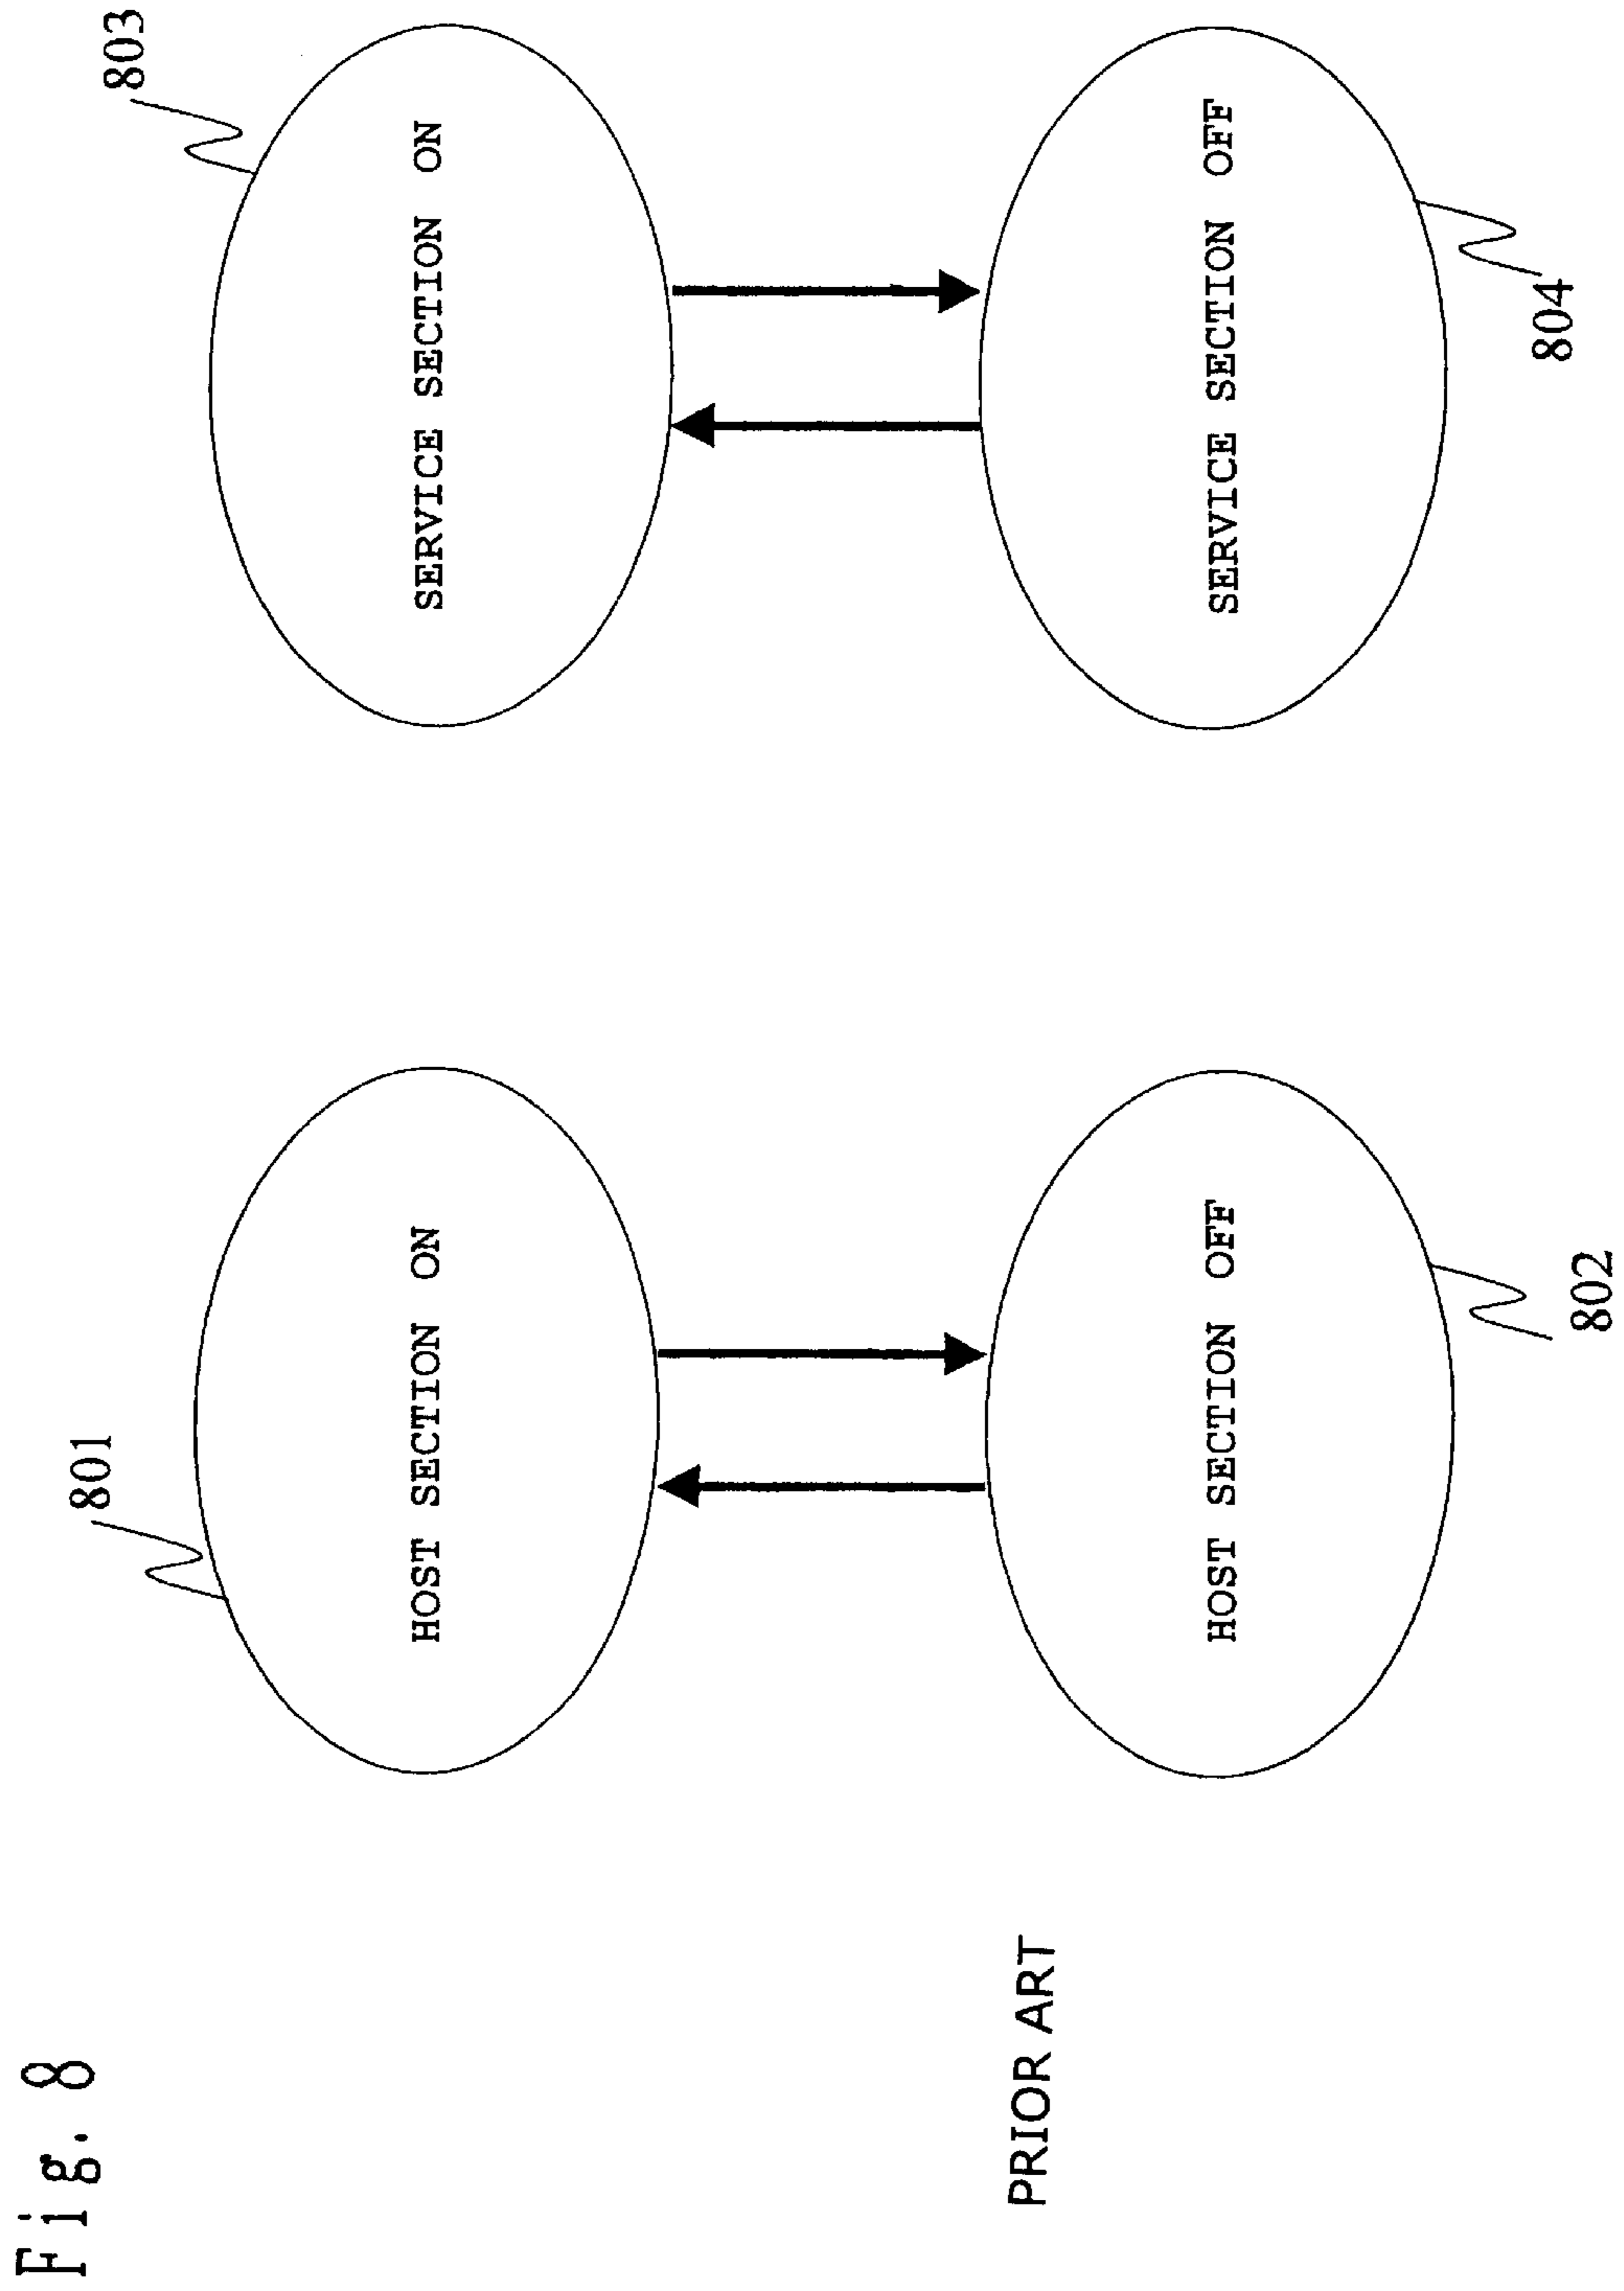 Fig. 8
801
803
HOST SECTION ON
SERVICE SECTION ON
PRIOR ART
HOST SECTION OFF
SERVICE SECTION OFF
802
804